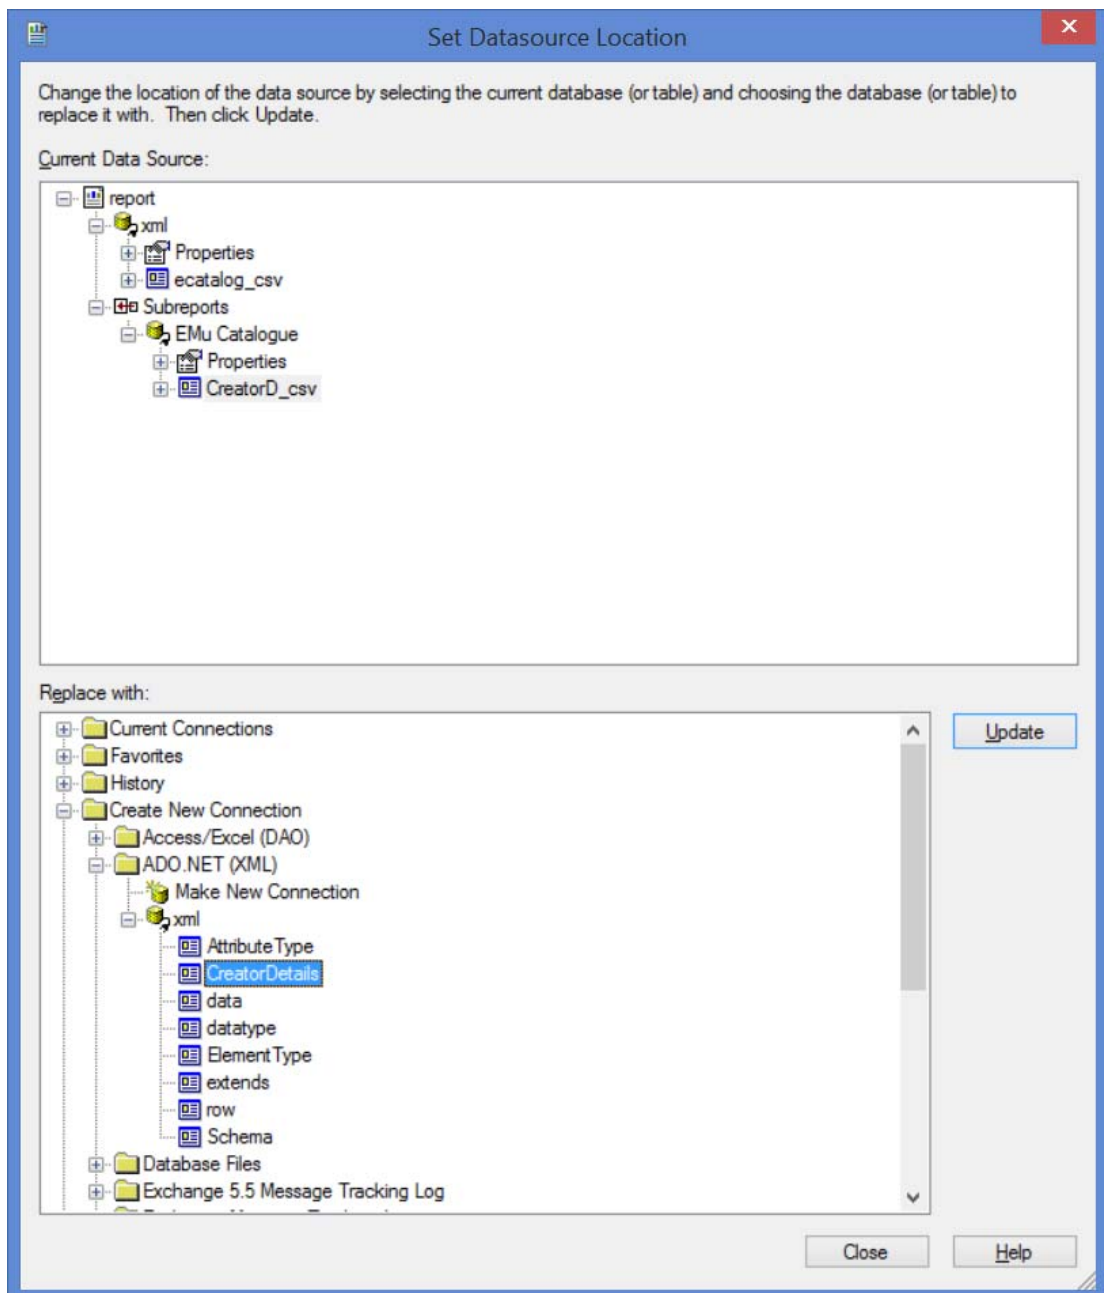 Set Datasource Location
Change the location of the data source by selecting the current database (or table) and choosing the database (or table) to
replace it with.  Then click Update.
Current Data Source:
report
xml
Properties
ecatalog_csv
Subreports
EMu Catalogue
Properties
CreatorD_csv
Replace with:
Current Connections
Update
Favorites
History
Create New Connection
Access/Excel (DAO)
ADO.NET (XML)
Make New Connection
xml
AttributeType
CreatorDetails
data
datatype
ElementType
extends
row
Schema
Database Files
Exchange 5.5 Message Tracking Log
Close
Help